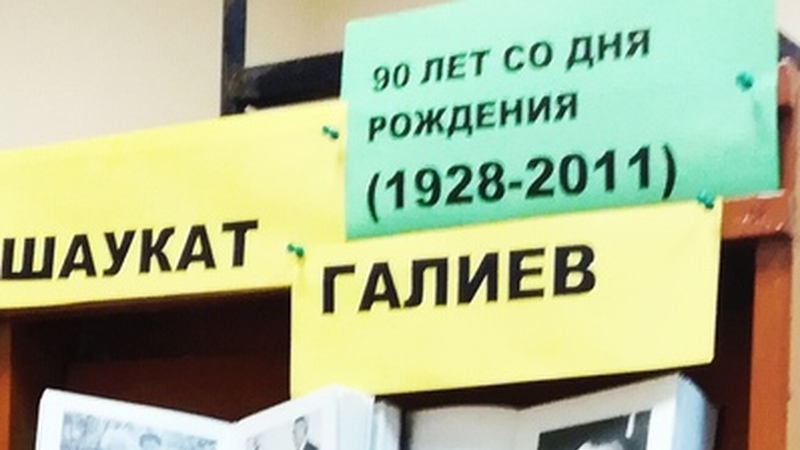 90 ЛЕТ СО ДНЯ
РОЖДЕНИЯ
(1928-2011)
ШАУКАТ
ГАЛИЕВ